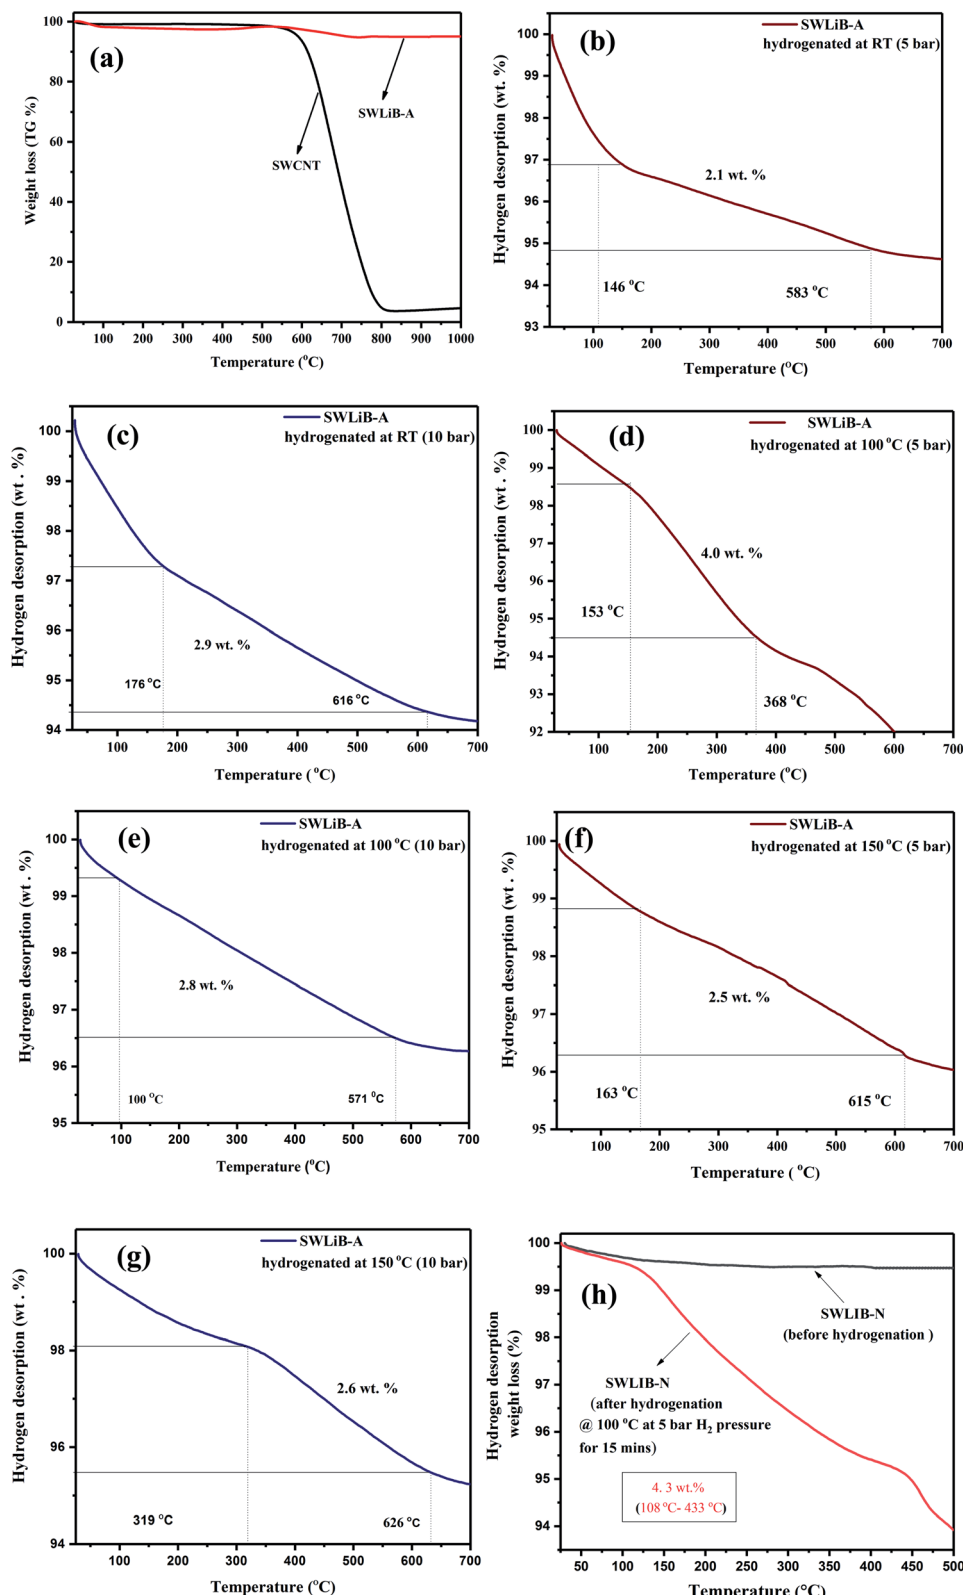 100
80
60
40
20
0
Weight loss (TG %)
(a)
SWLiB-A
SWCNT
100 200 300 400 500 600 700 800 900 1000
Temperature (°C)
SWLiB-A
hydrogenated at RT (5 bar)
(b)
100
99
98
97
96
95
94
93
Hydrogen desorption (wt. %)
2.1 wt. %
146 °C
583 °C
100 200 300 400 500 600 700
Temperature (°C)
SWLiB-A
hydrogenated at RT (10 bar)
(c)
100
99
98
97
96
95
94
Hydrogen desorption (wt . %)
2.9 wt. %
176 °C
616 °C
100 200 300 400 500 600 700
Temperature ( °C)
SWLiB-A
hydrogenated at 100 °C (5 bar)
(d)
100
99
98
97
96
95
94
93
92
Hydrogen desorption (wt . %)
4.0 wt. %
153 °C
368 °C
100 200 300 400 500 600 700
Temperature (°C)
SWLiB-A
hydrogenated at 100 °C (10 bar)
(e)
100
99
98
97
96
95
Hydrogen desorption (wt . %)
2.8 wt. %
100 °C
571 °C
100 200 300 400 500 600 700
Temperature (°C)
SWLiB-A
hydrogenated at 150 °C (5 bar)
(f)
100
99
98
97
96
95
Hydrogen desorption (wt . %)
2.5 wt. %
163 °C
615 °C
100 200 300 400 500 600 700
Temperature ( °C)
SWLiB-A
hydrogenated at 150 °C (10 bar)
(g)
100
98
96
94
Hydrogen desorption (wt. %)
2.6 wt. %
319 °C
626 °C
100 200 300 400 500 600 700
Temperature (°C)
(h)
100
99
98
97
96
95
94
Hydrogen desorption
weight loss (%)
SWLIB-N
(before hydrogenation )
SWLIB-N
(after hydrogenation
@ 100 °C at 5 bar H₂ pressure
for 15 mins)
4. 3 wt.%
(108 °C- 433 °C)
50 100 150 200 250 300 350 400 450 500
Temperature (°C)